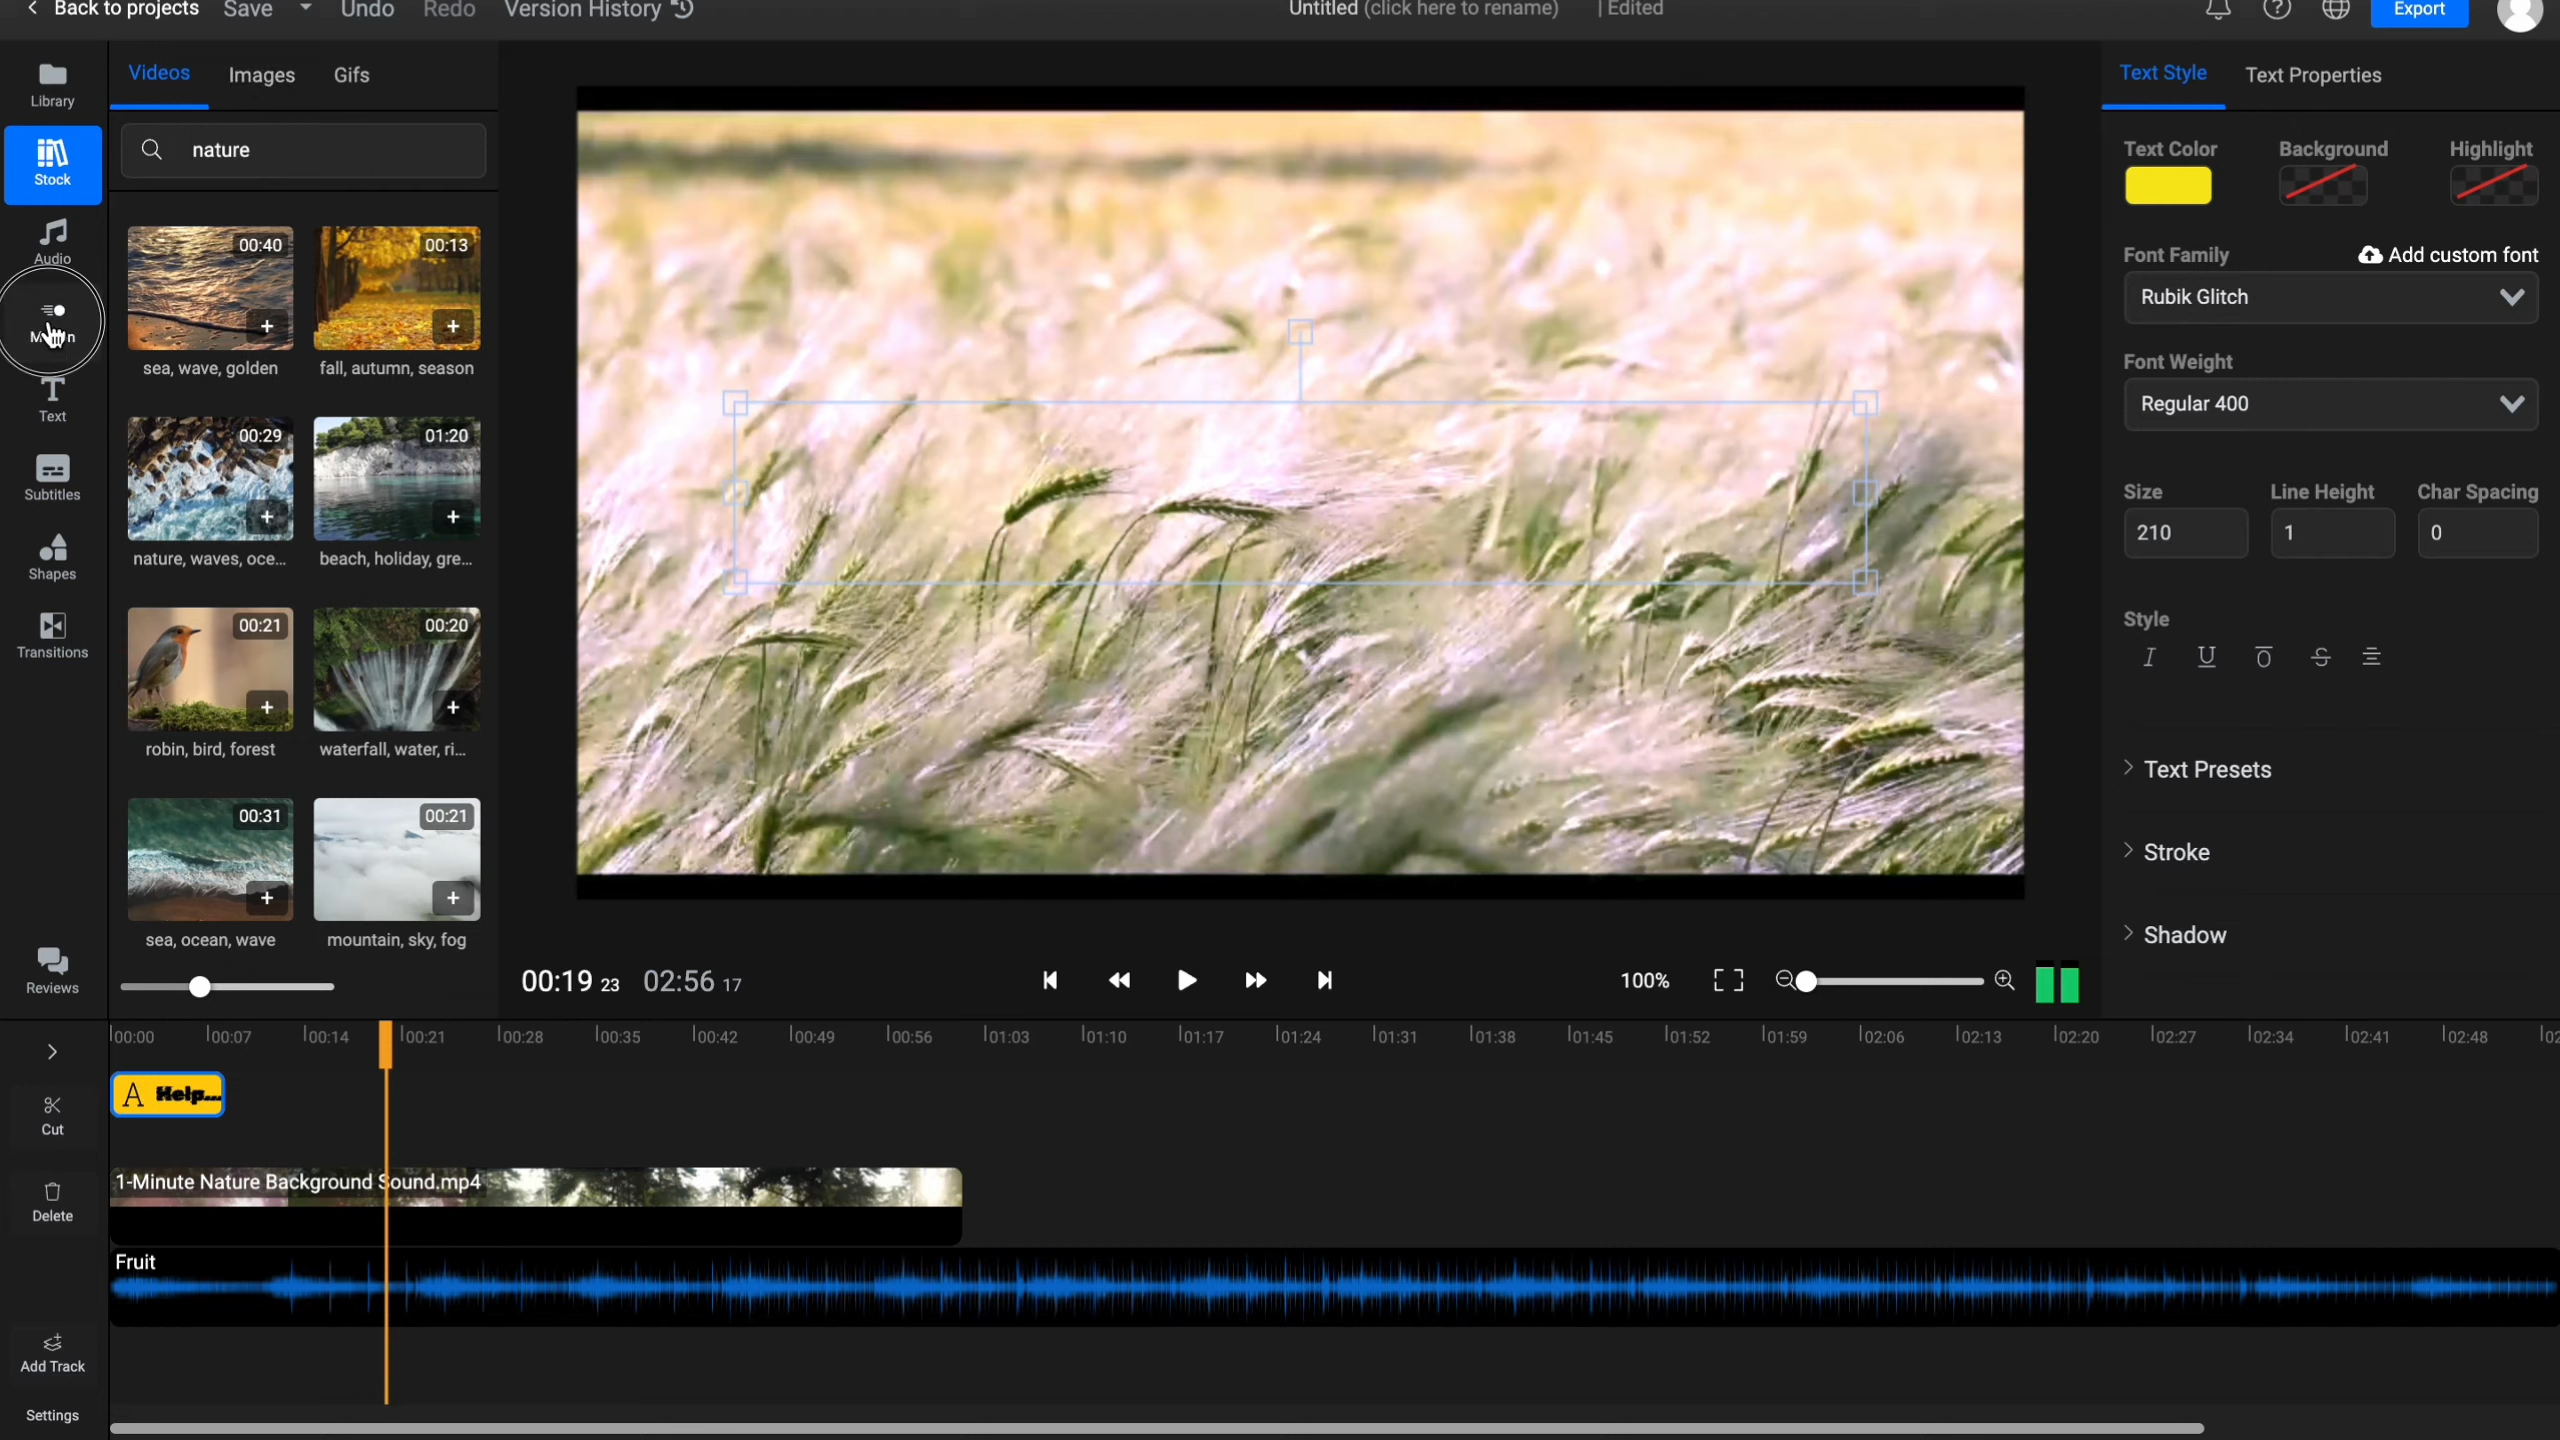 Back to projects Save Undo Redo Version History Untitled (click here to rename) | Edited Export
Library
Stock
Audio
Text
Subtitles
Shapes
Transitions
Reviews
Videos Images Gifs
nature
00:40 00:13
sea, wave, golden fall, autumn, season
00:29 01:20
nature, waves, oce... beach, holiday, gre...
00:21 00:20
robin, bird, forest waterfall, water, ri...
00:31 00:21
sea, ocean, wave mountain, sky, fog
00:19 23 02:56 17 100%
Text Style Text Properties
Text Color Background Highlight
Font Family Add custom font
Rubik Glitch
Font Weight
Regular 400
Size Line Height Char Spacing
210 1 0
Style
Text Presets
Stroke
Shadow
00:00 00:07 00:14 00:21 00:28 00:35 00:42 00:49 00:56 01:03 01:10 01:17 01:24 01:31 01:38 01:45 01:52 01:59 02:06 02:13 02:20 02:27 02:34 02:41 02:48
A Help...
Cut
1-Minute Nature Background Sound.mp4
Delete
Fruit
Add Track
Settings